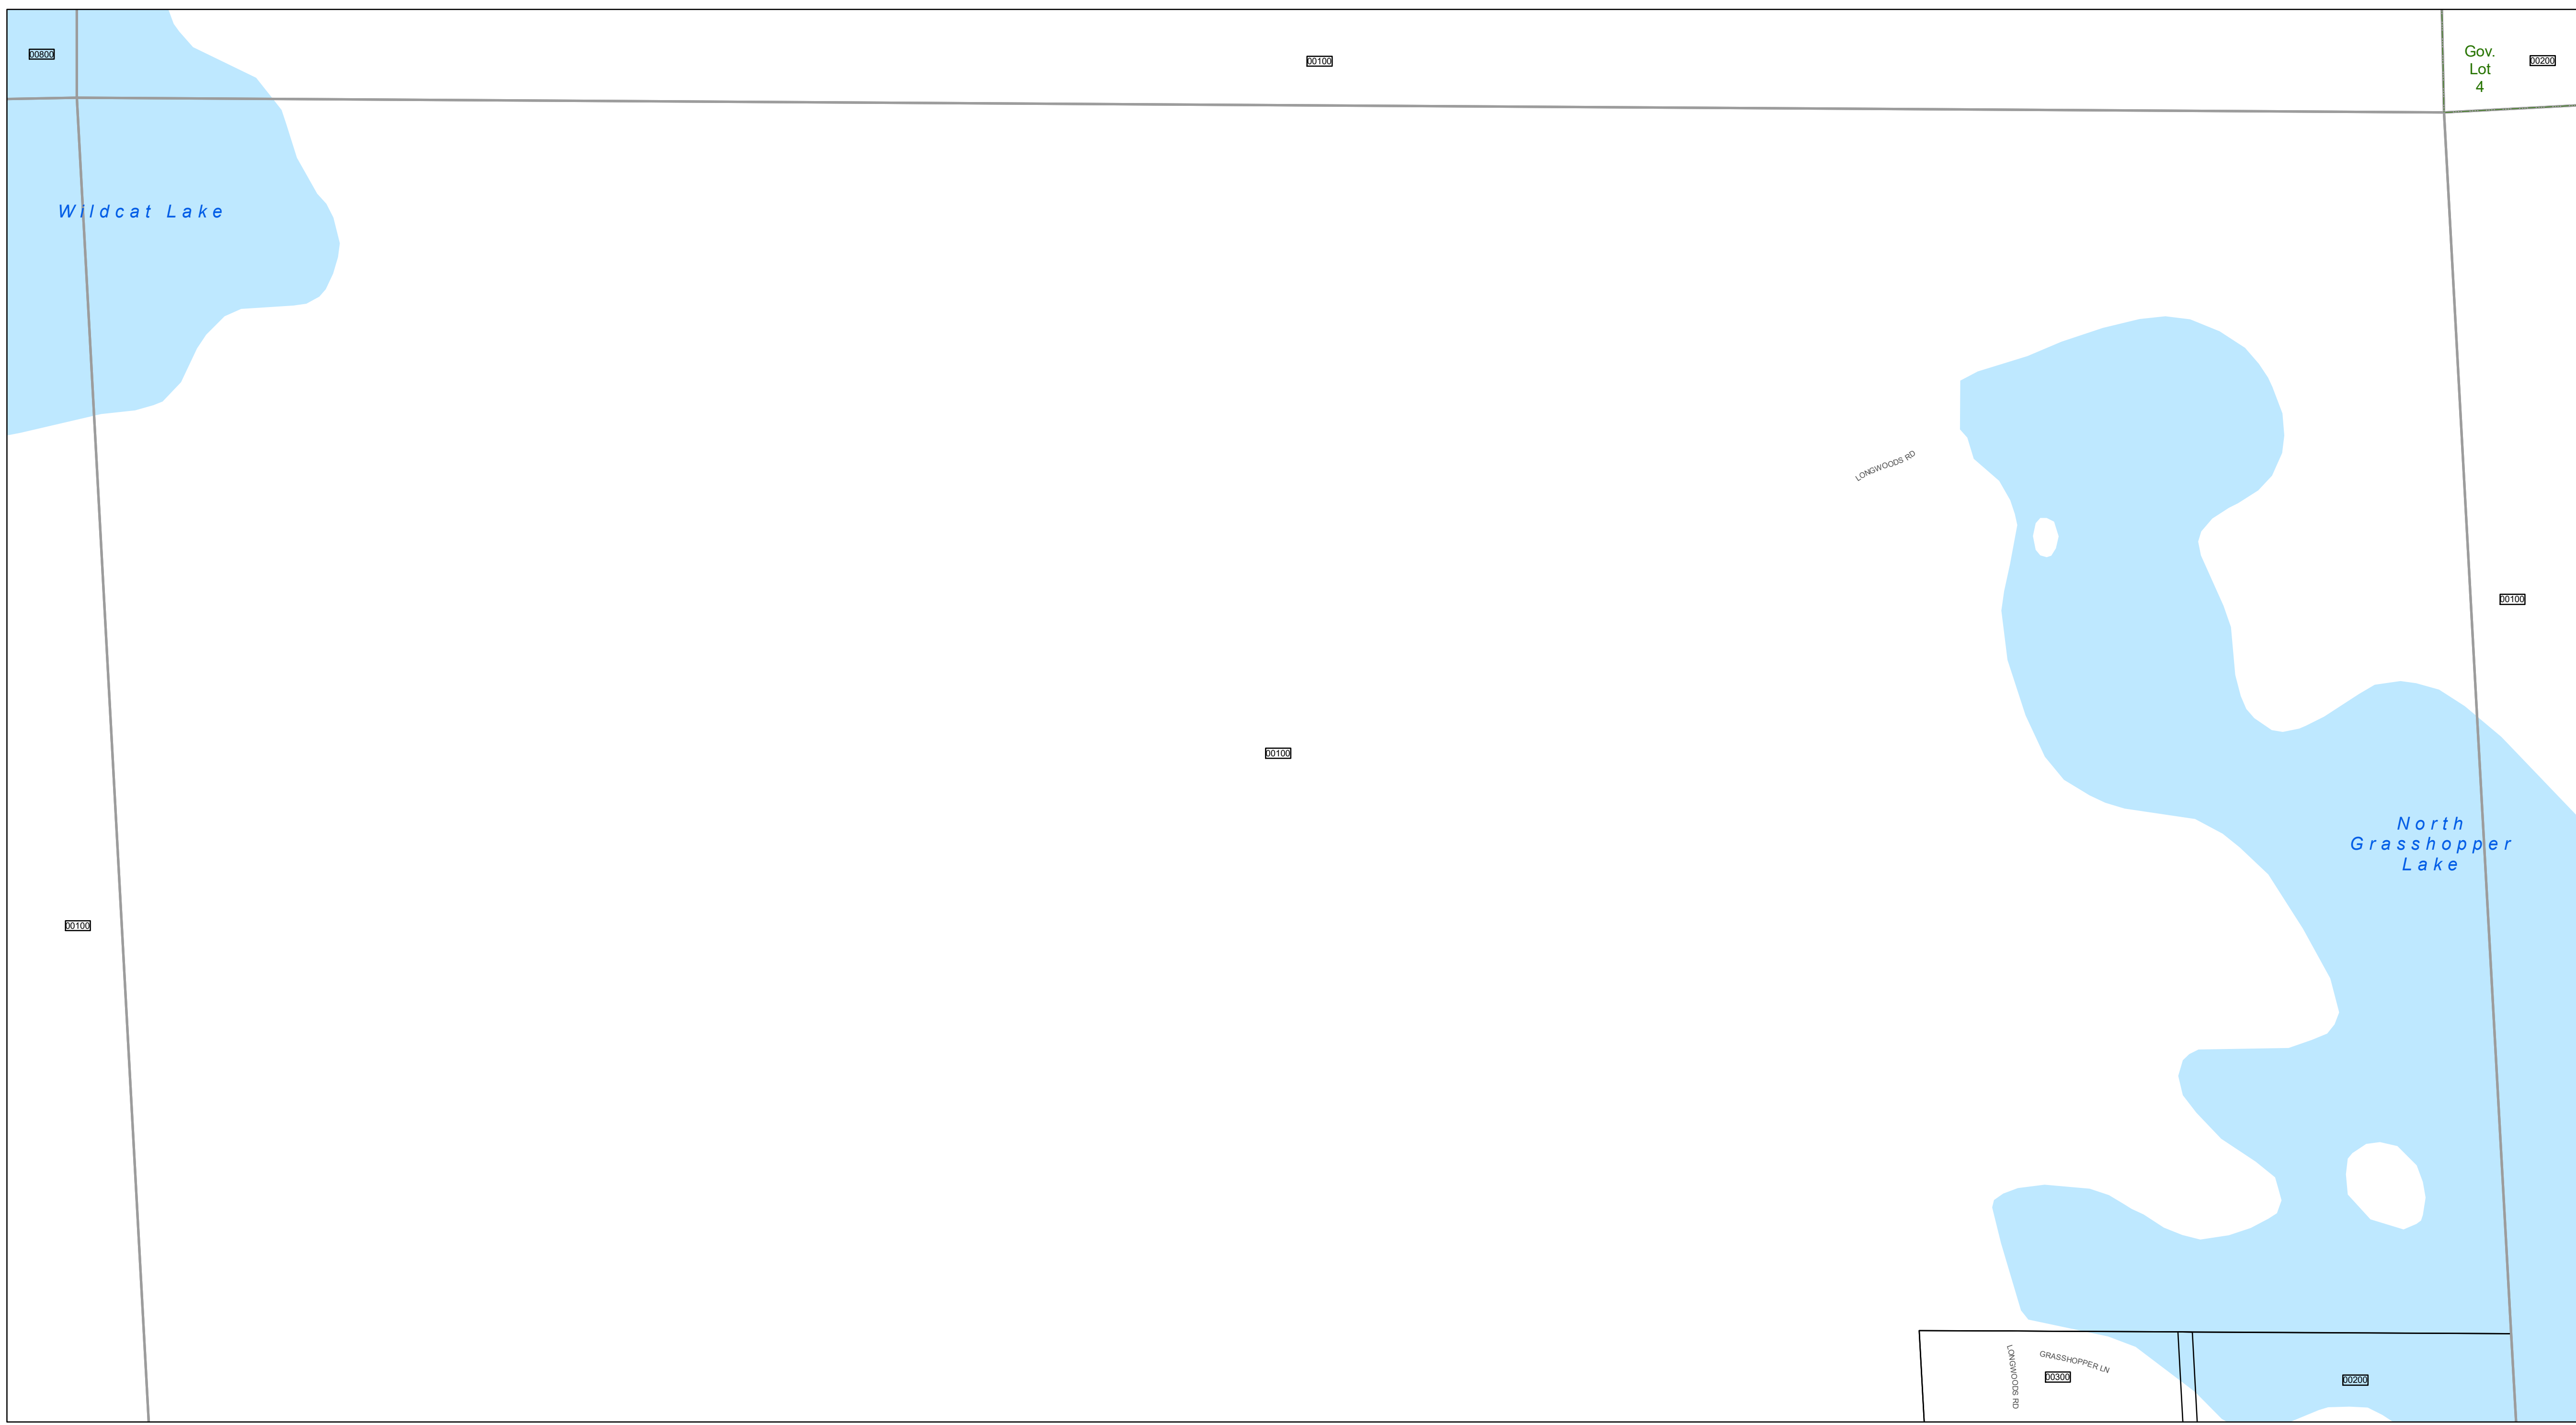 00800
00100
Gov.
Lot
4
00200
Wildcat Lake
LONGWOODS RD
00100
00100
North
Grasshopper
Lake
00100
LONGWOODS RD
GRASSHOPPER LN
00300
00200